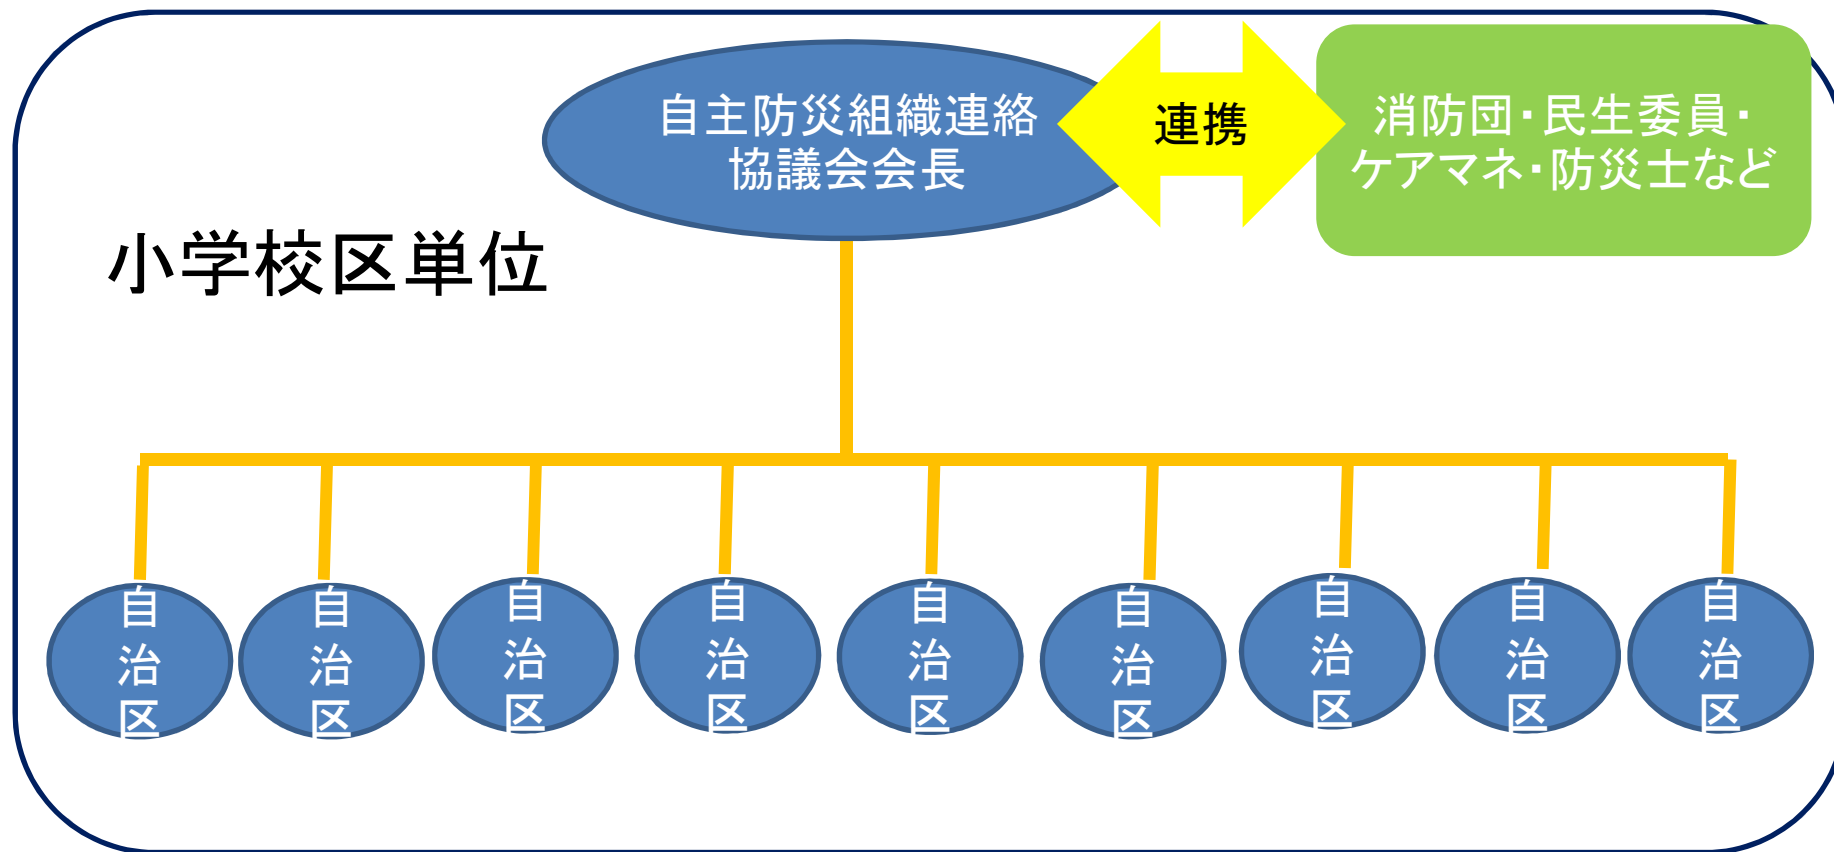 自主防災組織連絡
協議会会長
連携
消防団・民生委員・
ケアマネ・防災士など
小学校区単位
自治区
自治区
自治区
自治区
自治区
自治区
自治区
自治区
自治区